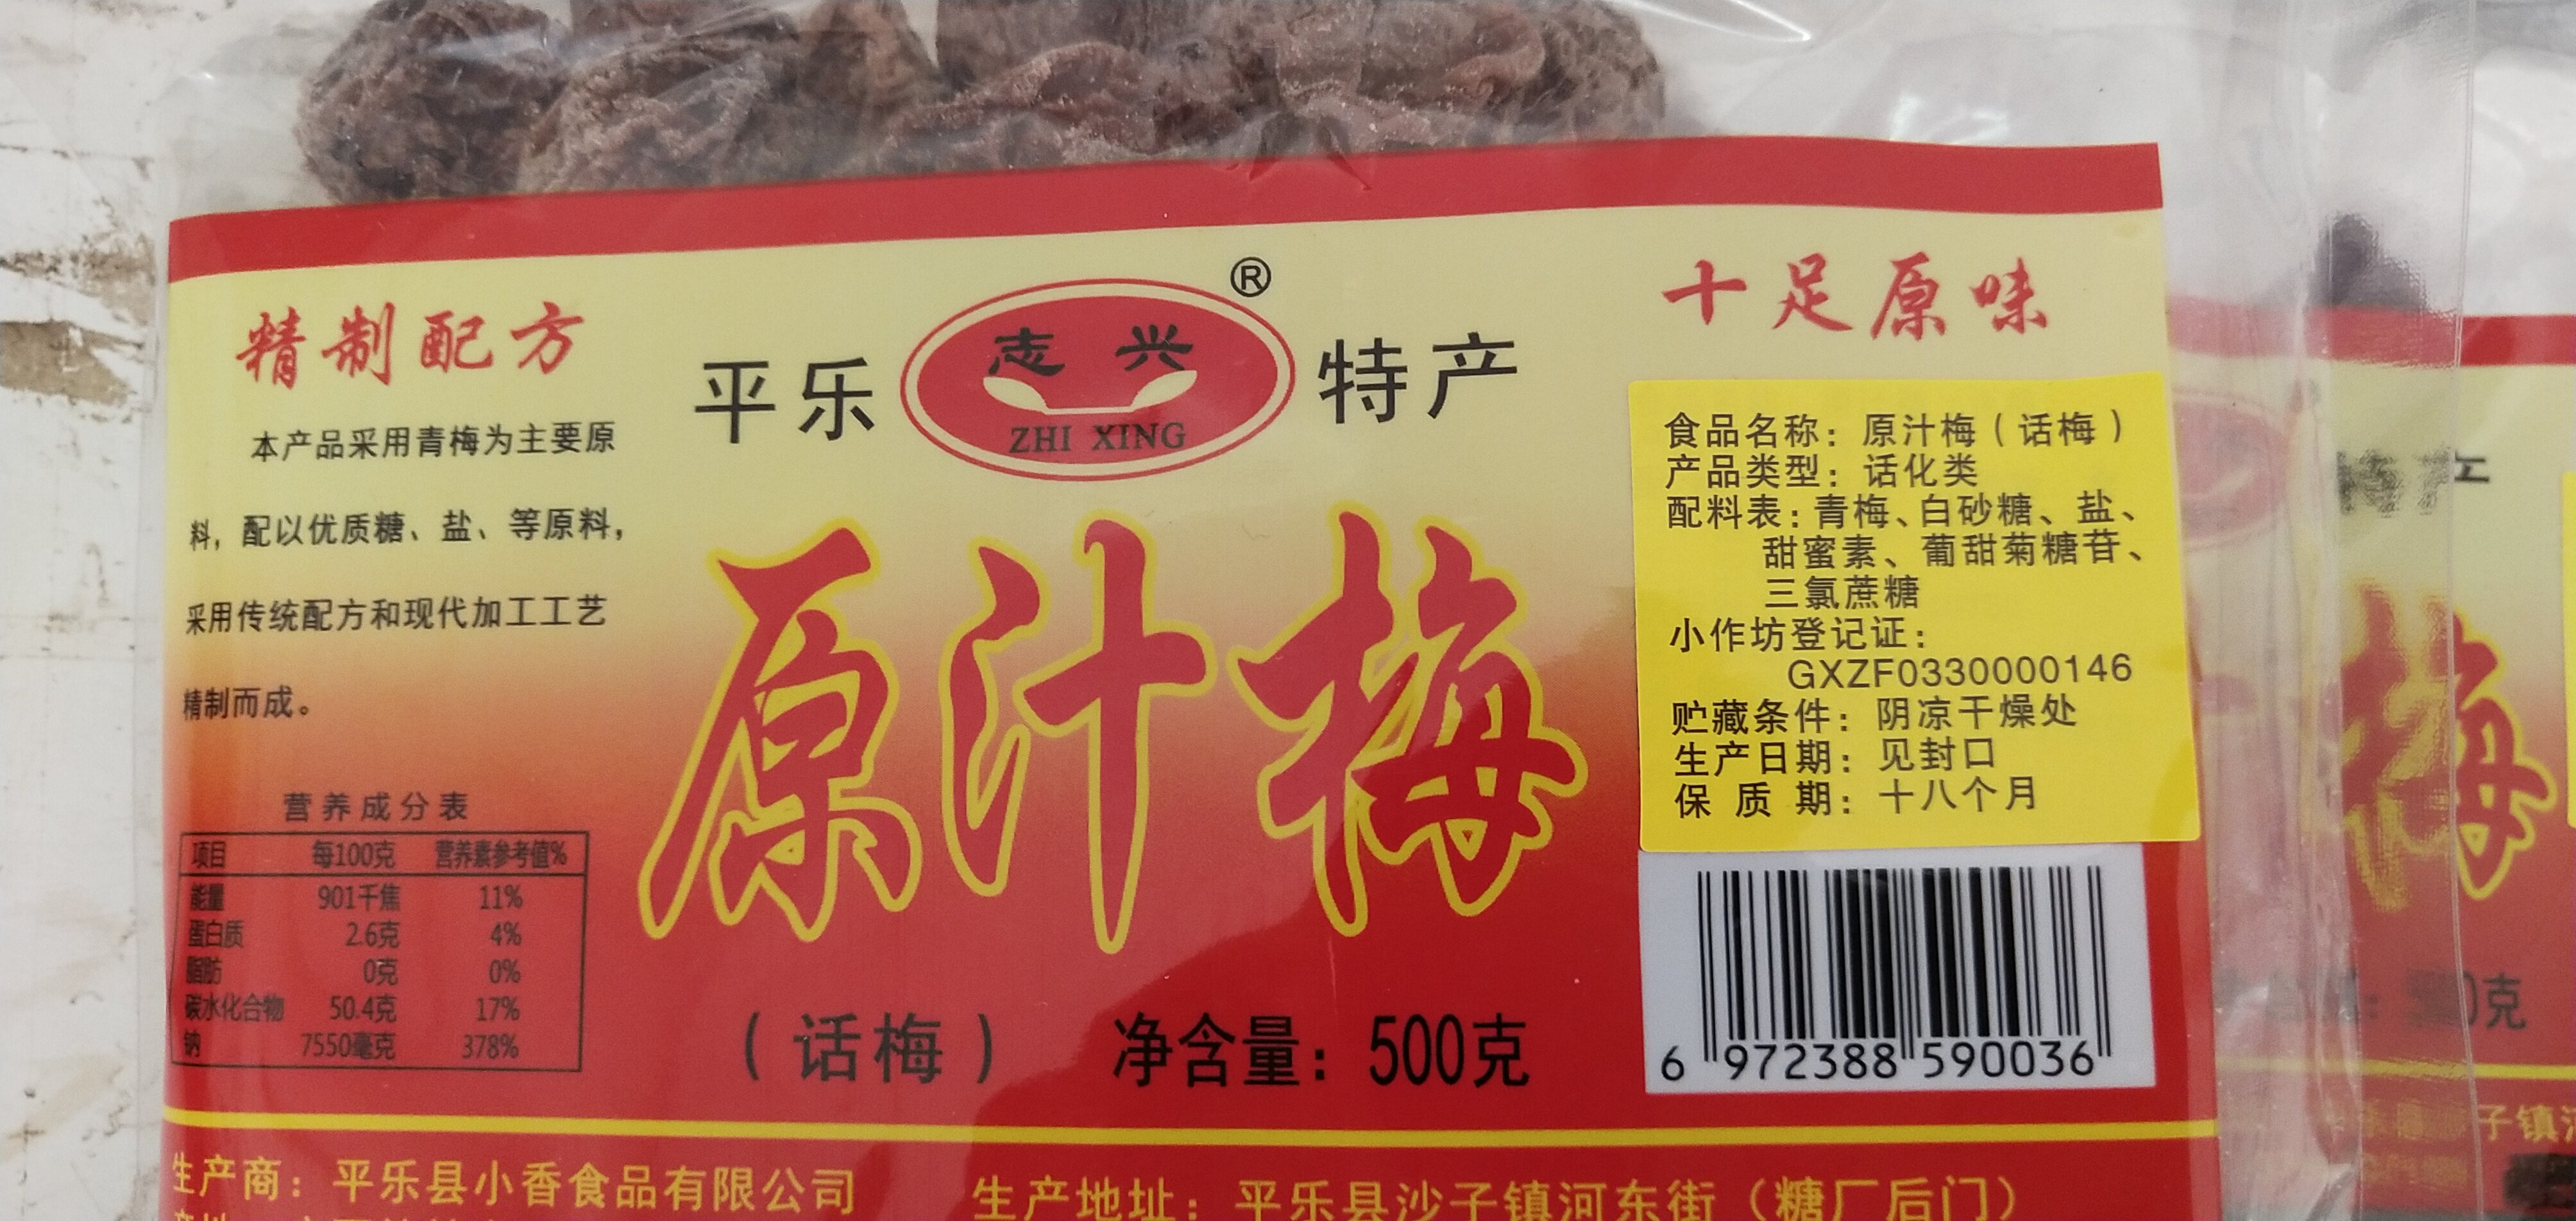 精制配方
本产品采用青梅为主要原
料，配以优质糖、盐、等原料，
采用传统配方和现代加工工艺
精制而成。
营养成分表
项目 每100克 营养素参考值%
能量 901千焦 11%
蛋白质 2.6克 4%
脂肪 0克 0%
碳水化合物 50.4克 17%
钠 7550毫克 378%
平乐 志兴 ZHI XING ® 特产
原汁梅
（话梅） 净含量：500克
十足原味
食品名称：原汁梅（话梅）
产品类型：话化类
配料表：青梅、白砂糖、盐、
甜蜜素、葡甜菊糖苷、
三氯蔗糖
小作坊登记证：
GXZF0330000146
贮藏条件：阴凉干燥处
生产日期：见封口
保质期：十八个月
6 972388 590036
生产商：平乐县小香食品有限公司 生产地址：平乐县沙子镇河东街（糖厂后门）
梅
克
子镇